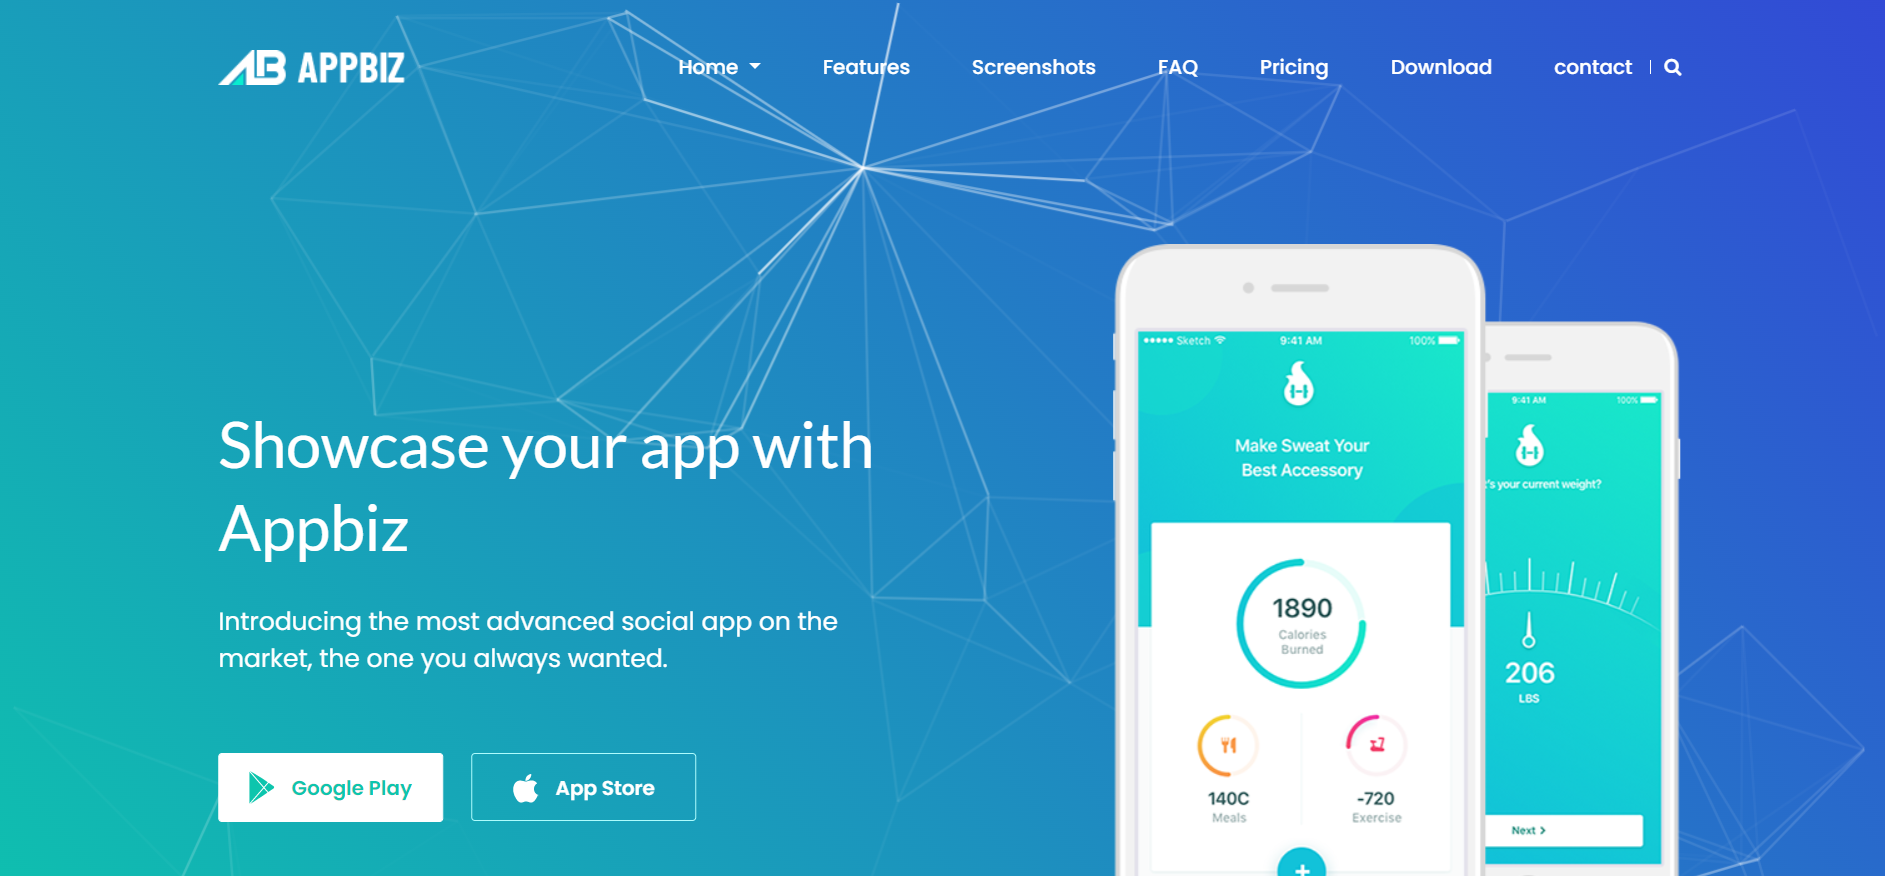 APPBIZ
Home
Features
Screenshots
FAQ
Pricing
Download
contact
Showcase your app with
Appbiz
Introducing the most advanced social app on the
market, the one you always wanted.
Google Play
App Store
Sketch 9:41 AM 100%
Make Sweat Your
Best Accessory
1890
Calories
Burned
140C
Meals
-720
Exercise
+
9:41 AM 100%
your current weight?
206
LBS
Next